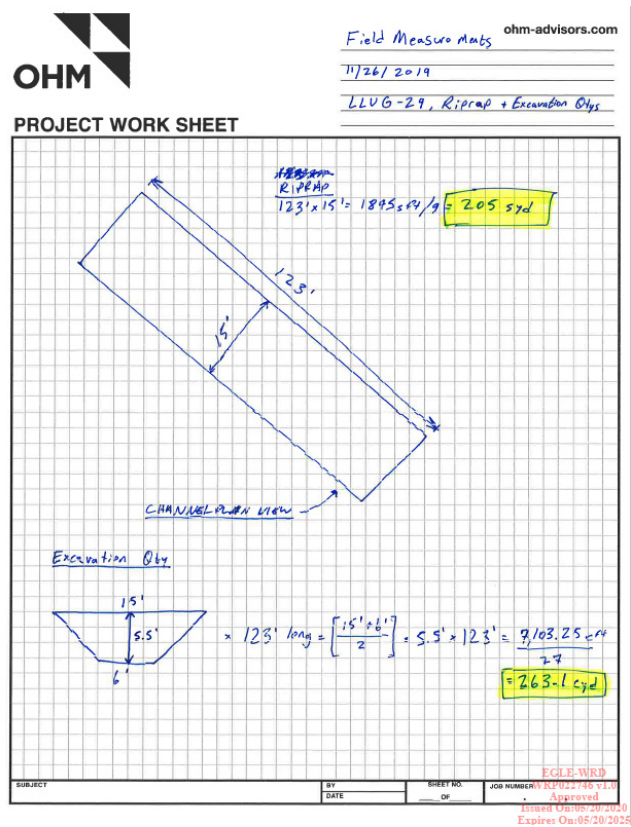 ohm-advisors.com
Field Measurements
11/26/2019
OHM
LLUG-29, Riprap + Excavation Qtys
PROJECT WORK SHEET
RIPRAP
123' x 15' = 1845 sft/9 = 205 syd
123'
15'
CHANNEL PLAN VIEW
Excavation Qty
15'
5.5'
6'
x 123' long = [15'+6' / 2] = 5.5' x 123' = 7,103.25 cft / 27
= 263.1 cyd
SUBJECT
BY
DATE
SHEET NO.
OF
JOB NUMBER
EGLE-WRD
WRP022746 v1.0
Approved
Issued On:05/20/2020
Expires On:05/20/2025